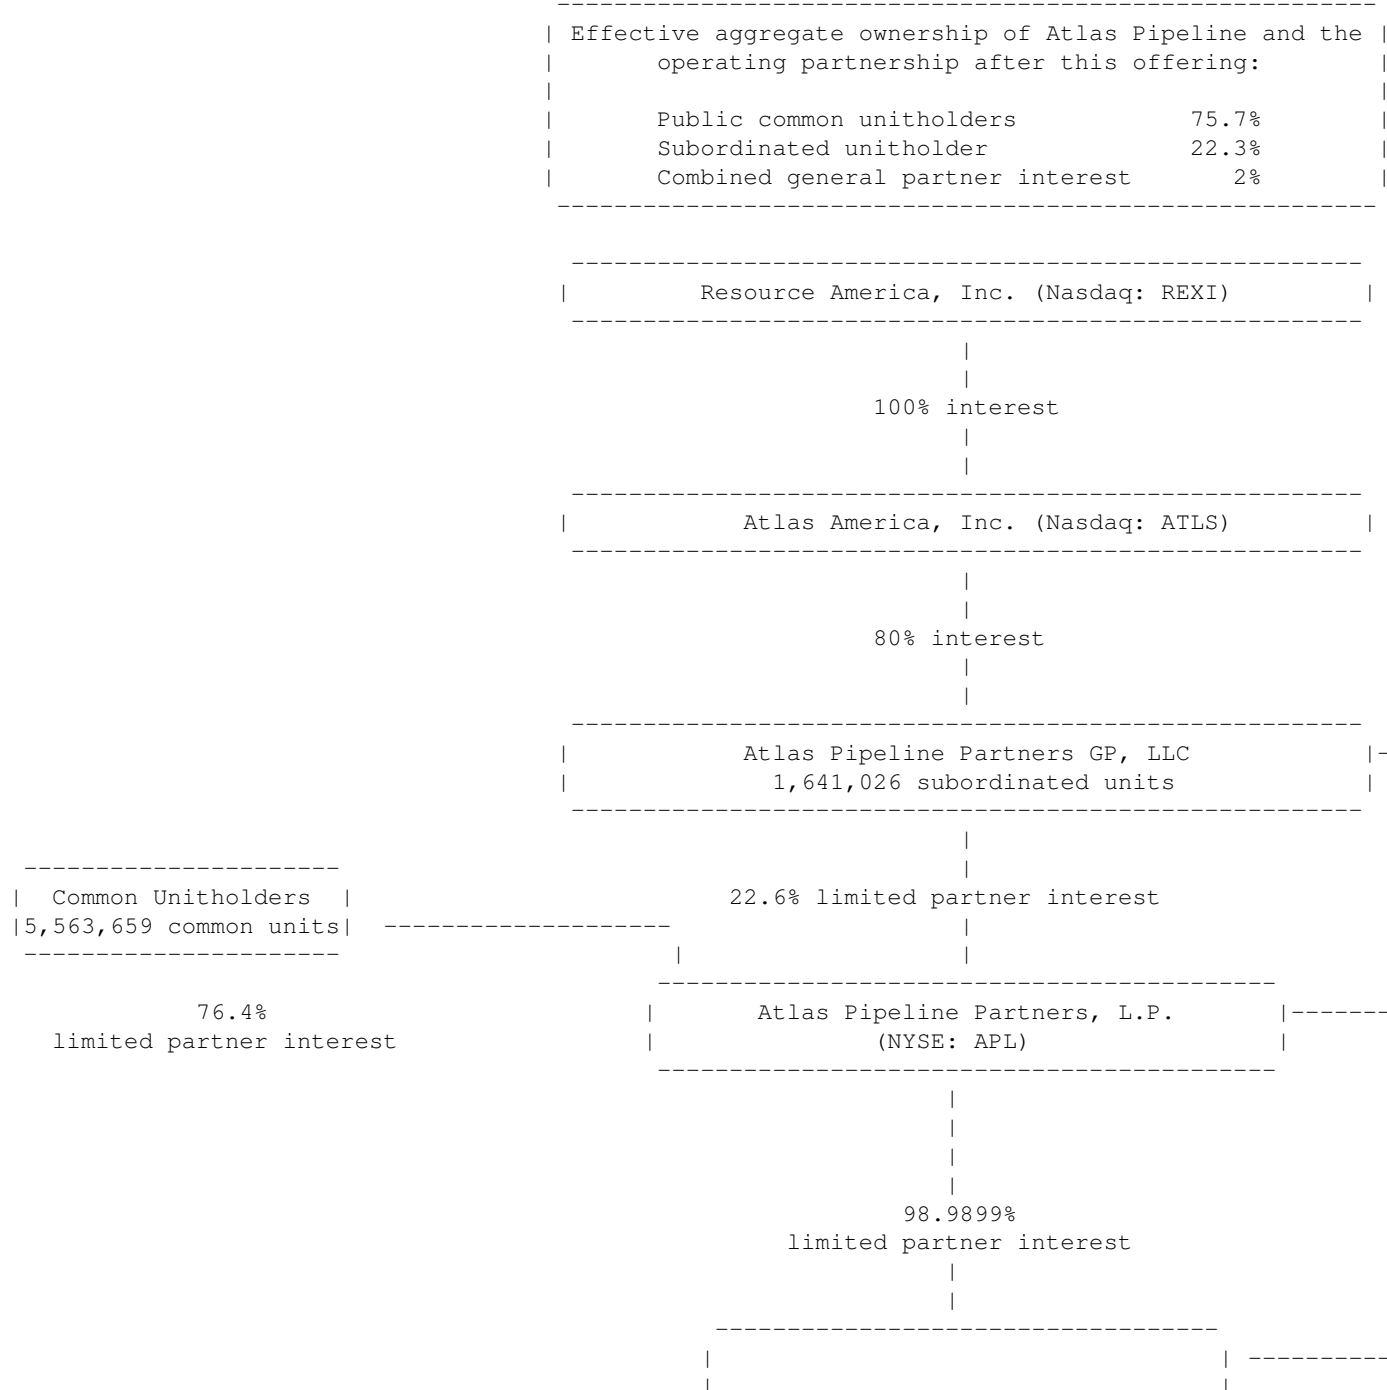 Effective aggregate ownership of Atlas Pipeline and the
operating partnership after this offering:
Public common unitholders 75.7%
Subordinated unitholder 22.3%
Combined general partner interest 2%
Resource America, Inc. (Nasdaq: REXI)
100% interest
Atlas America, Inc. (Nasdaq: ATLS)
80% interest
Atlas Pipeline Partners GP, LLC
1,641,026 subordinated units
Common Unitholders
5,563,659 common units
22.6% limited partner interest
76.4%
limited partner interest
Atlas Pipeline Partners, L.P.
(NYSE: APL)
98.9899%
limited partner interest